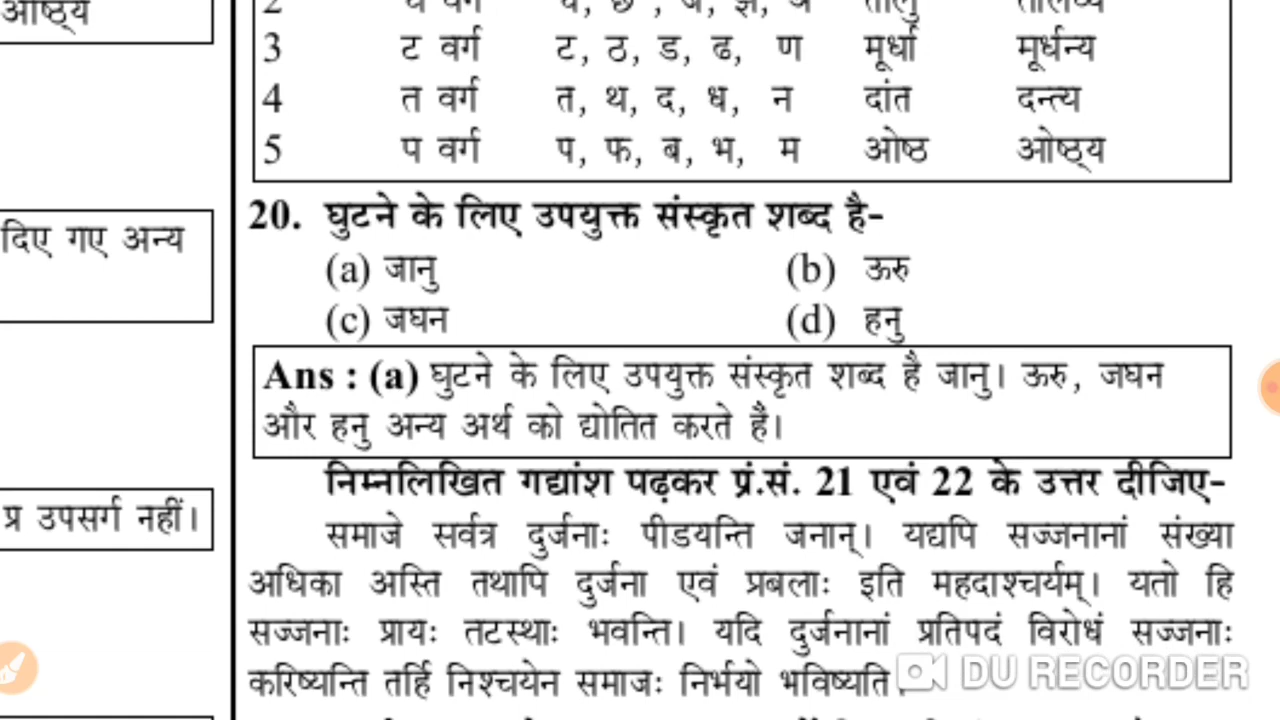 ओष्ठ्य
दिए गए अन्य
प्र उपसर्ग नहीं।
2 च वर्ग च, छ, ज, झ, ञ तालु तालव्य
3 ट वर्ग ट, ठ, ड, ढ, ण मूर्धा मूर्धन्य
4 त वर्ग त, थ, द, ध, न दांत दन्त्य
5 प वर्ग प, फ, ब, भ, म ओष्ठ ओष्ठ्य
20. घुटने के लिए उपयुक्त संस्कृत शब्द है-
(a) जानु (b) ऊरु
(c) जघन (d) हनु
Ans : (a) घुटने के लिए उपयुक्त संस्कृत शब्द है जानु। ऊरु, जघन
और हनु अन्य अर्थ को द्योतित करते है।
निम्नलिखित गद्यांश पढ़कर प्रं.सं. 21 एवं 22 के उत्तर दीजिए-
समाजे सर्वत्र दुर्जनाः पीडयन्ति जनान्। यद्यपि सज्जनानां संख्या
अधिका अस्ति तथापि दुर्जना एवं प्रबलाः इति महदाश्चर्यम्। यतो हि
सज्जनाः प्रायः तटस्थाः भवन्ति। यदि दुर्जनानां प्रतिपदं विरोधं सज्जनाः
करिष्यन्ति तर्हि निश्चयेन समाजः निर्भयो भविष्यति।
DU RECORDER